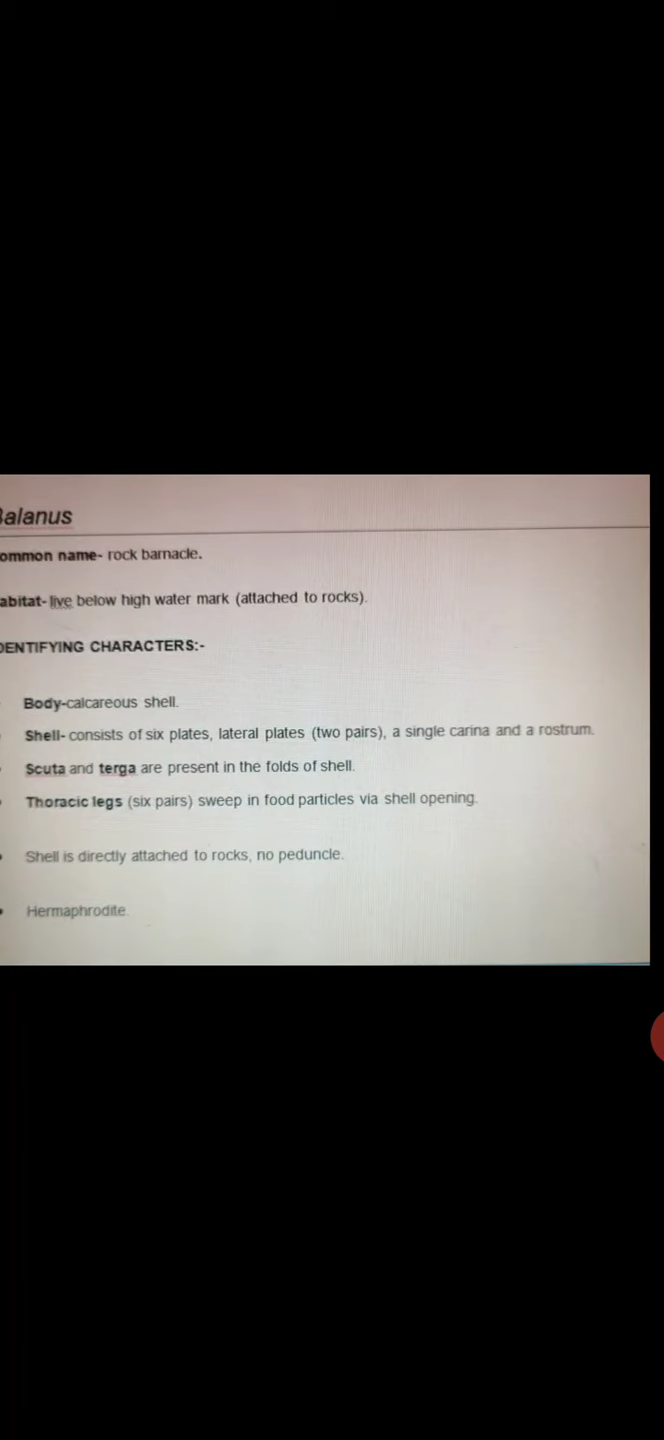 Balanus
ommon name- rock barnacle.
abitat- live below high water mark (attached to rocks).
DENTIFYING CHARACTERS:-
Body-calcareous shell.
Shell- consists of six plates, lateral plates (two pairs), a single carina and a rostrum.
Scuta and terga are present in the folds of shell.
Thoracic legs (six pairs) sweep in food particles via shell opening.
Shell is directly attached to rocks, no peduncle.
Hermaphrodite.